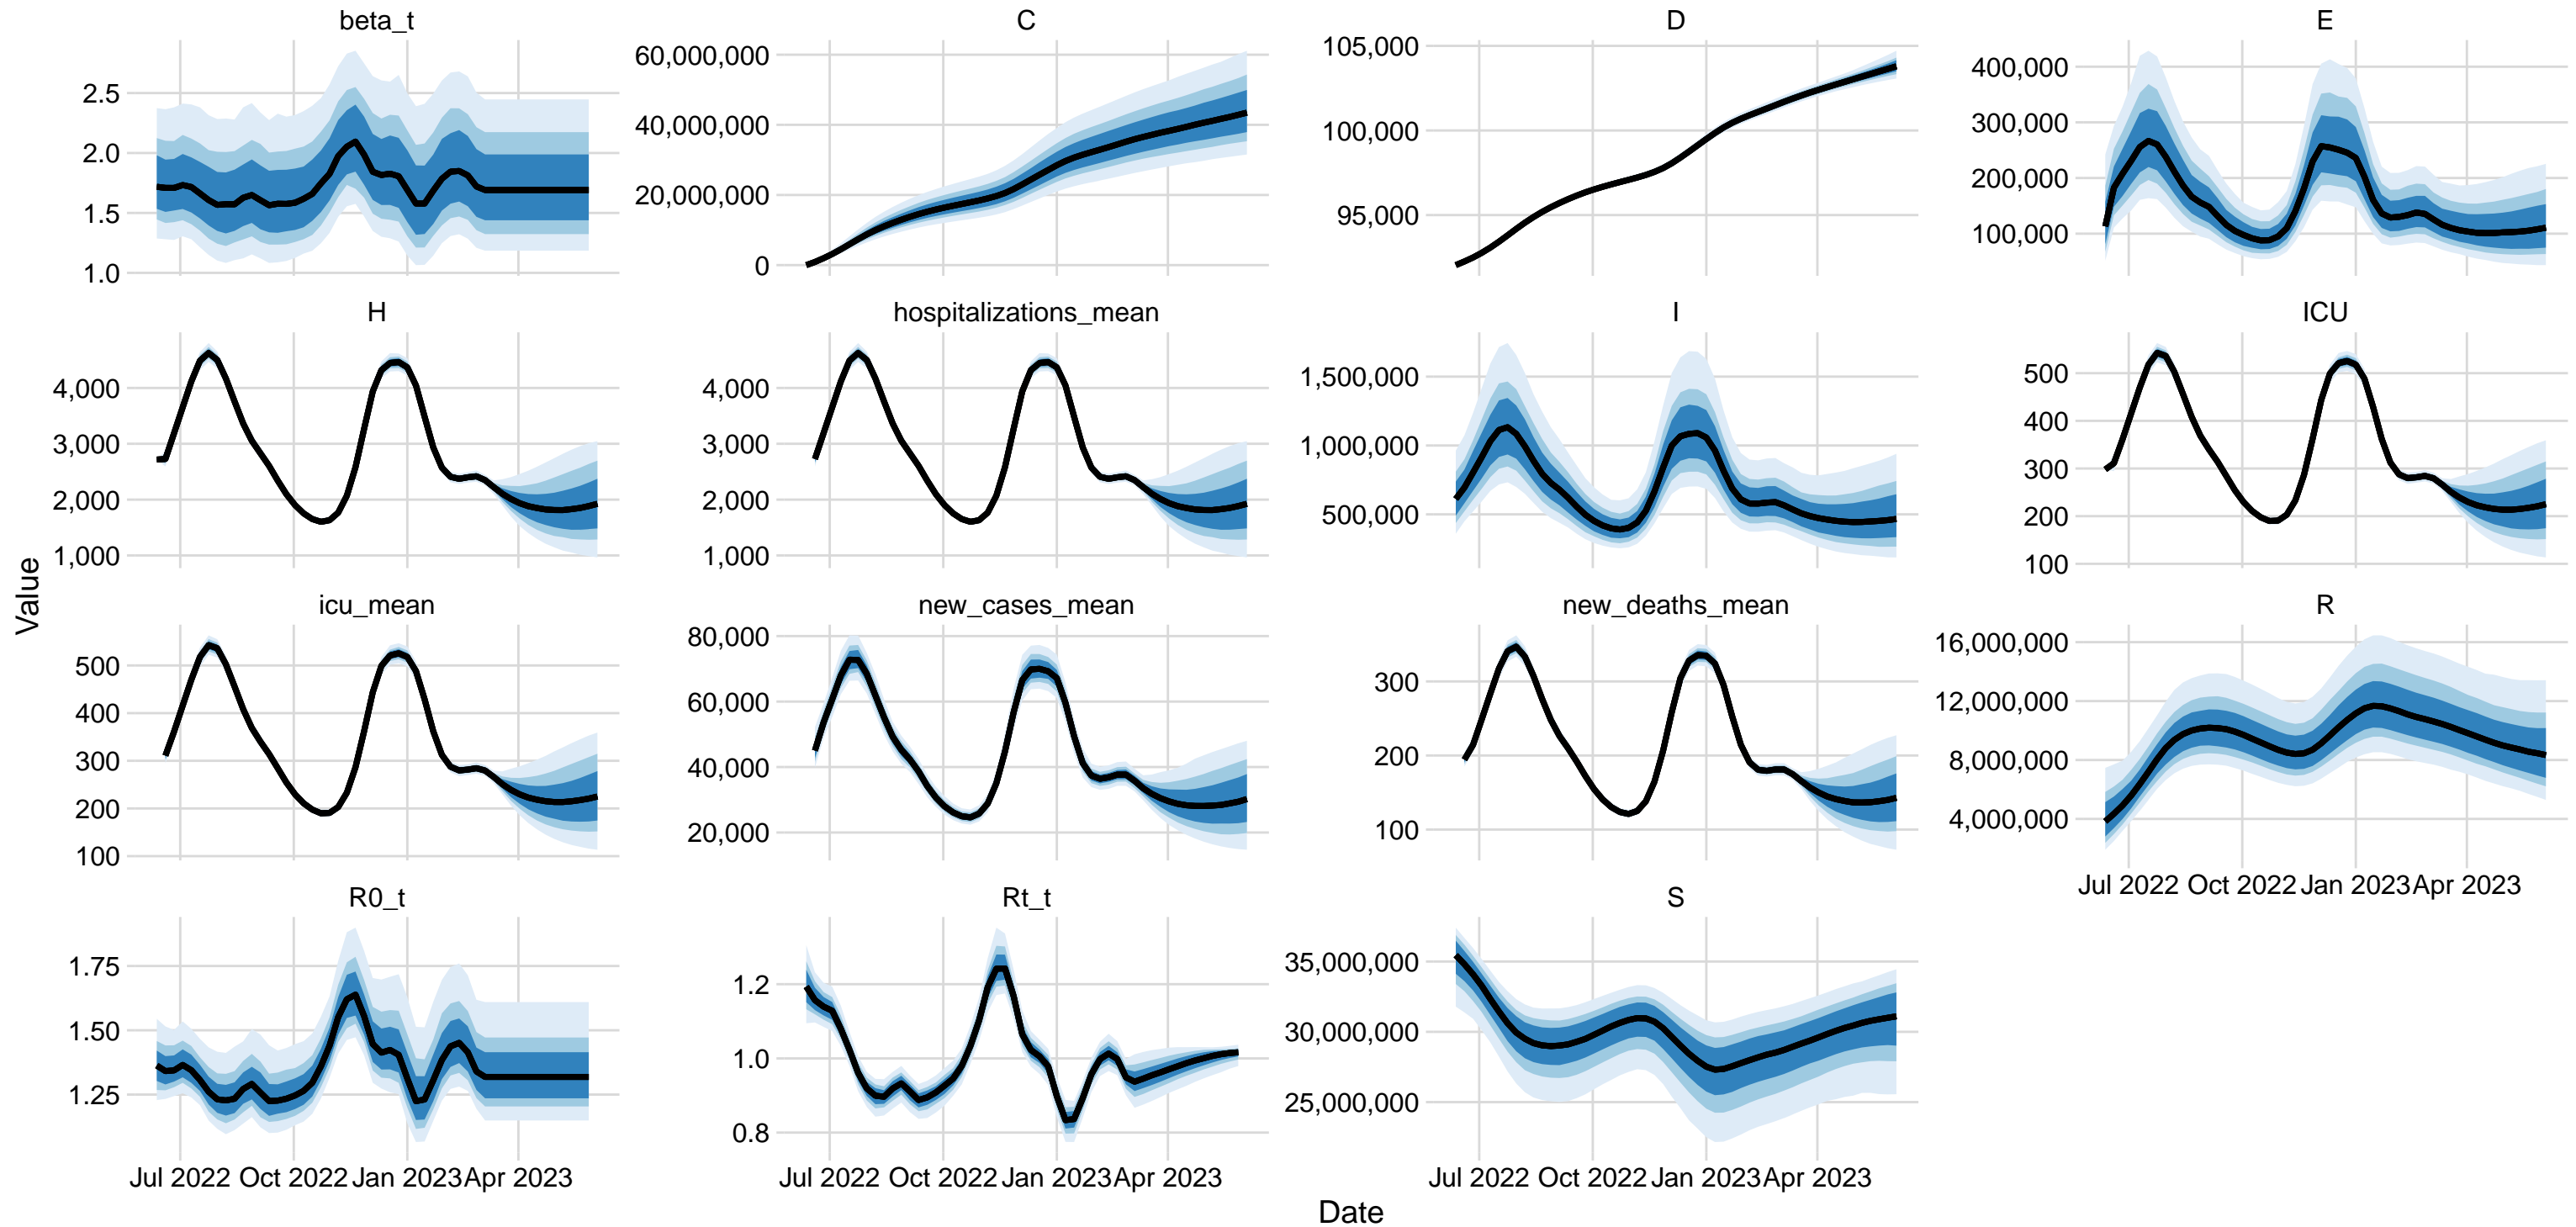 beta_t
C
D
E
2.5
2.0
1.5
1.0
60,000,000
40,000,000
20,000,000
0
105,000
100,000
95,000
400,000
300,000
200,000
100,000
H
hospitalizations_mean
I
ICU
4,000
3,000
2,000
1,000
4,000
3,000
2,000
1,000
1,500,000
1,000,000
500,000
500
400
300
200
100
Value
icu_mean
new_cases_mean
new_deaths_mean
R
500
400
300
200
100
80,000
60,000
40,000
20,000
300
200
100
16,000,000
12,000,000
8,000,000
4,000,000
Jul 2022 Oct 2022 Jan 2023 Apr 2023
R0_t
Rt_t
S
1.75
1.50
1.25
1.2
1.0
0.8
35,000,000
30,000,000
25,000,000
Jul 2022 Oct 2022 Jan 2023 Apr 2023
Jul 2022 Oct 2022 Jan 2023 Apr 2023
Jul 2022 Oct 2022 Jan 2023 Apr 2023
Date